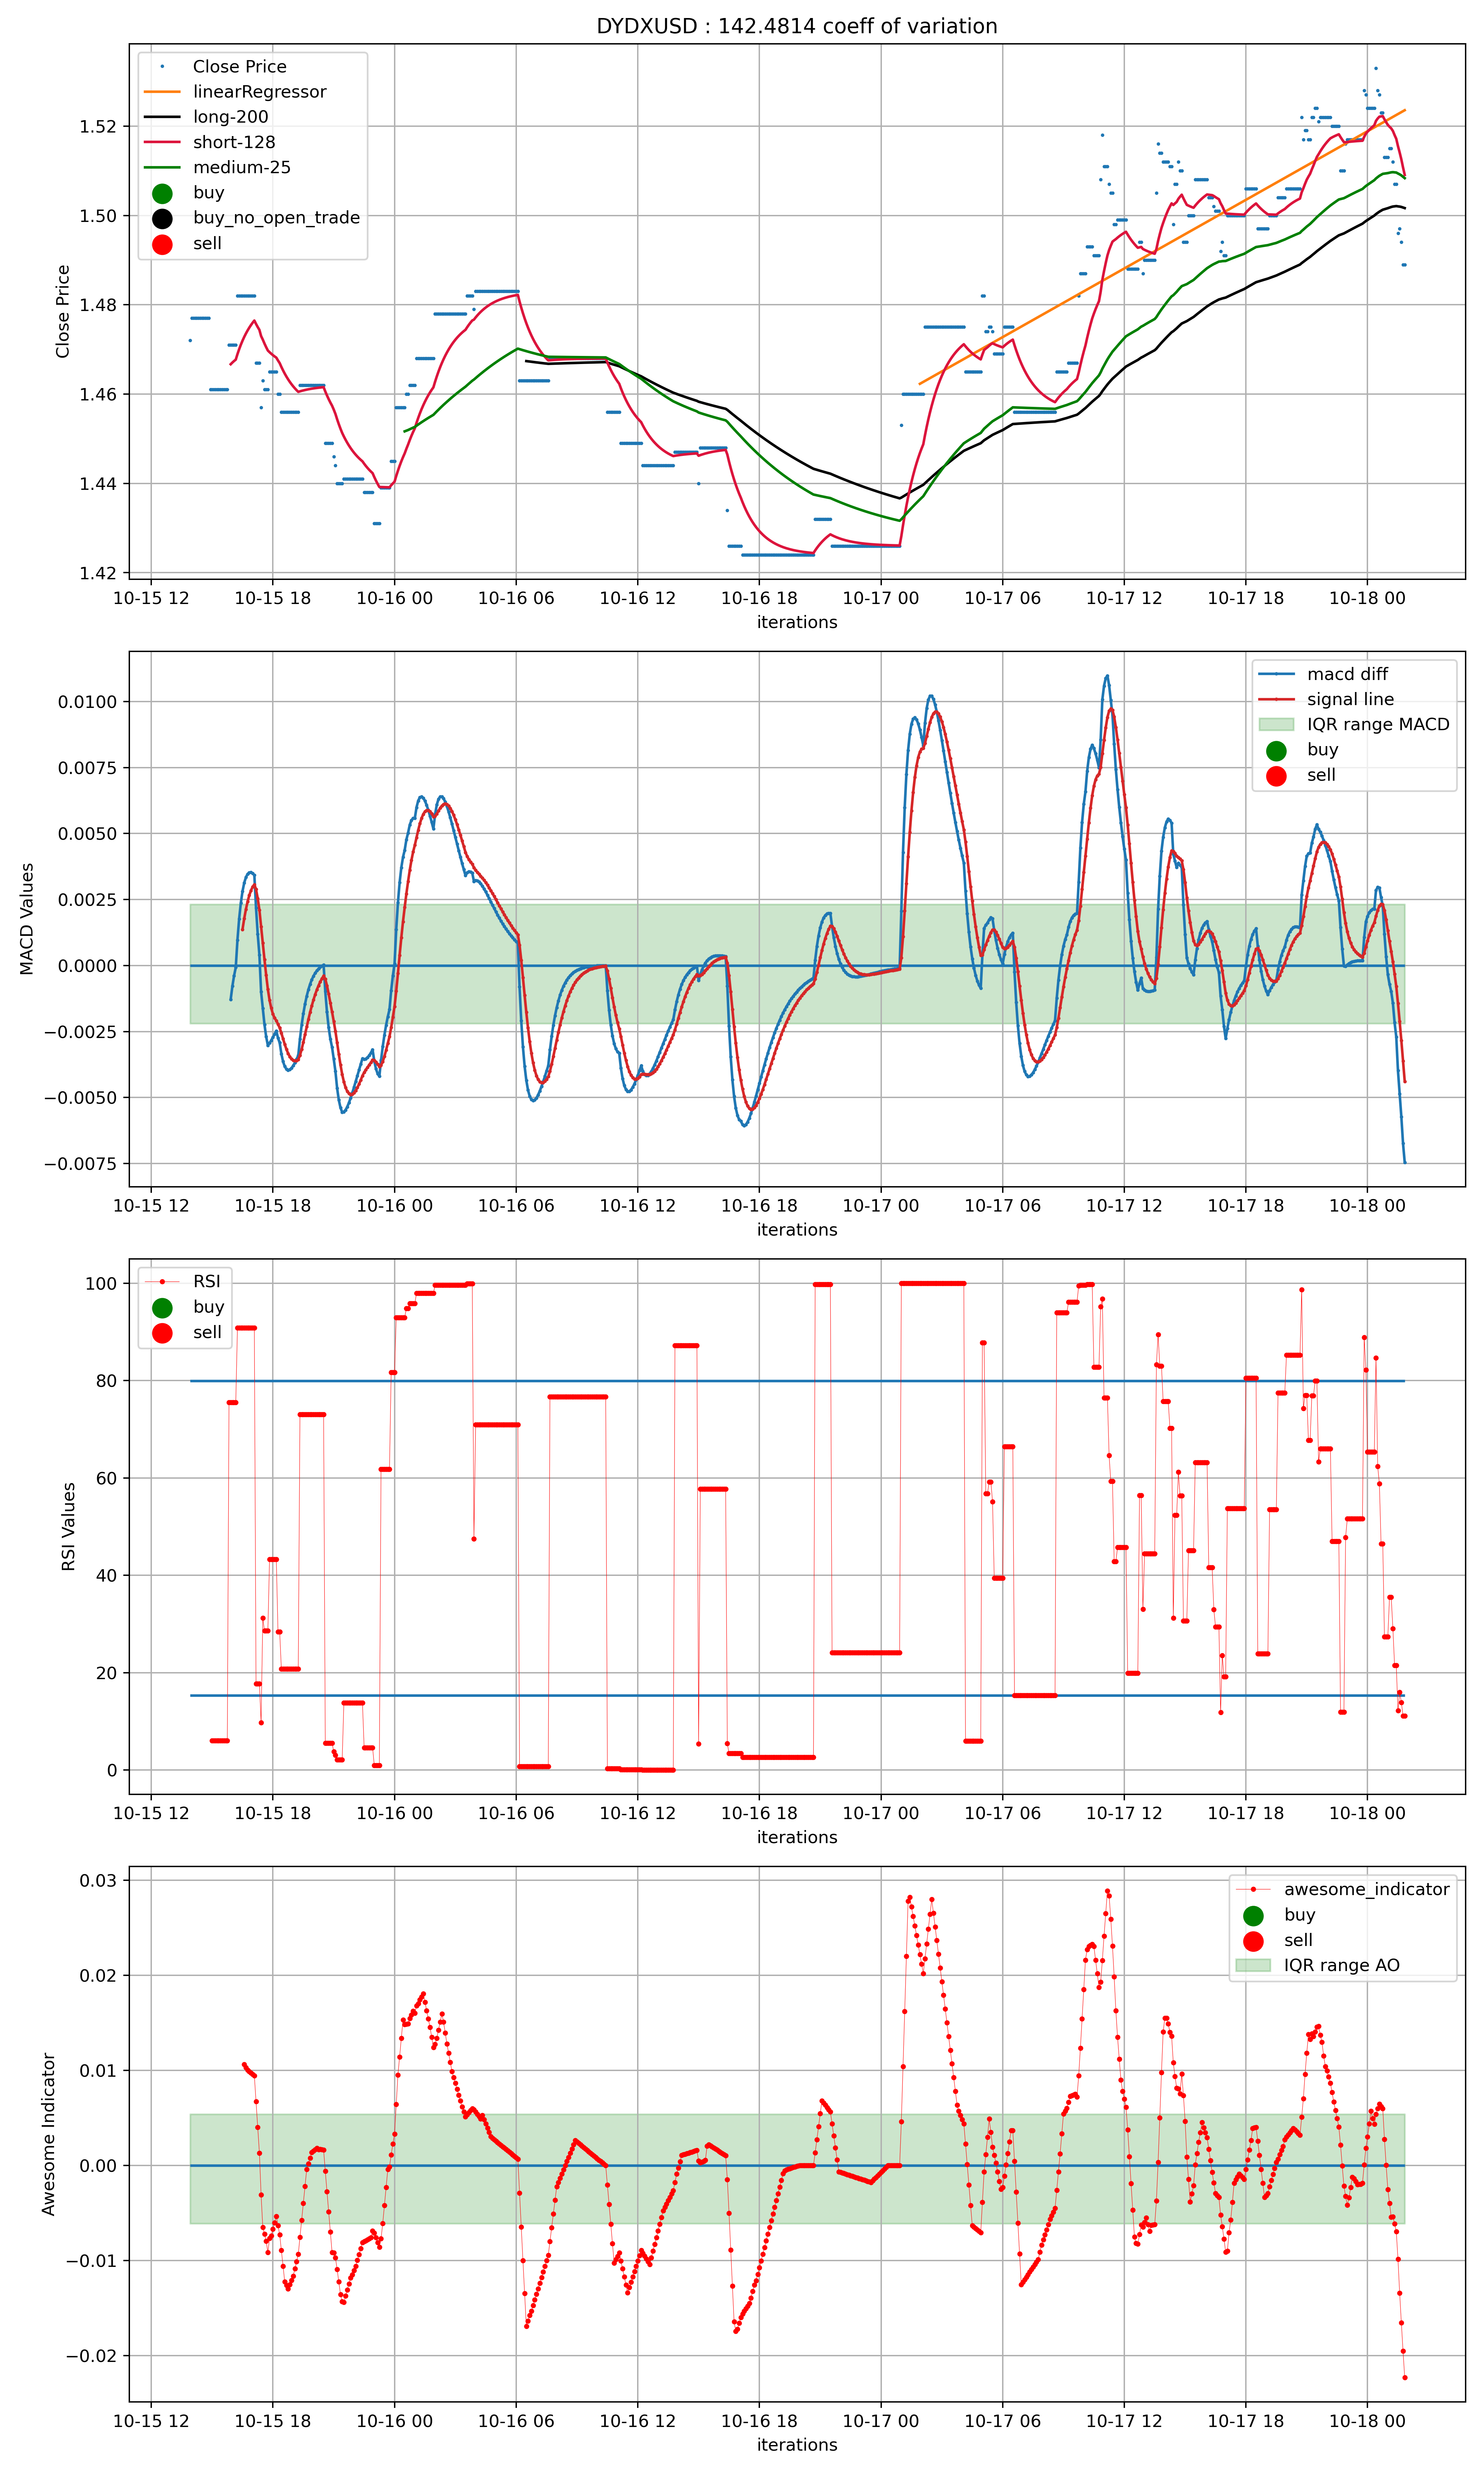 DYDXUSD : 142.4814 coeff of variation
Close Price
linearRegressor
long-200
short-128
medium-25
buy
buy_no_open_trade
sell
Close Price
1.52
1.50
1.48
1.46
1.44
1.42
10-15 12 10-15 18 10-16 00 10-16 06 10-16 12 10-16 18 10-17 00 10-17 06 10-17 12 10-17 18 10-18 00
iterations
macd diff
signal line
IQR range MACD
buy
sell
MACD Values
0.0100
0.0075
0.0050
0.0025
0.0000
−0.0025
−0.0050
−0.0075
10-15 12 10-15 18 10-16 00 10-16 06 10-16 12 10-16 18 10-17 00 10-17 06 10-17 12 10-17 18 10-18 00
iterations
RSI
buy
sell
RSI Values
100
80
60
40
20
0
10-15 12 10-15 18 10-16 00 10-16 06 10-16 12 10-16 18 10-17 00 10-17 06 10-17 12 10-17 18 10-18 00
iterations
awesome_indicator
buy
sell
IQR range AO
Awesome Indicator
0.03
0.02
0.01
0.00
−0.01
−0.02
10-15 12 10-15 18 10-16 00 10-16 06 10-16 12 10-16 18 10-17 00 10-17 06 10-17 12 10-17 18 10-18 00
iterations